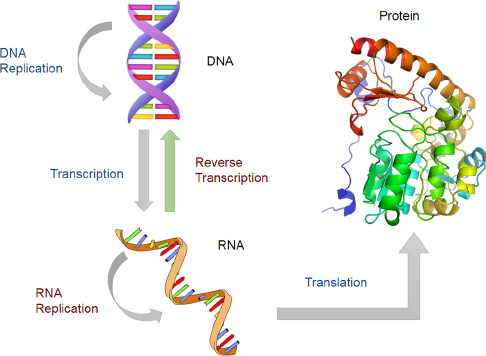 Protein
DNA
Replication
DNA
Transcription
Reverse
Transcription
RNA
RNA
Replication
Translation